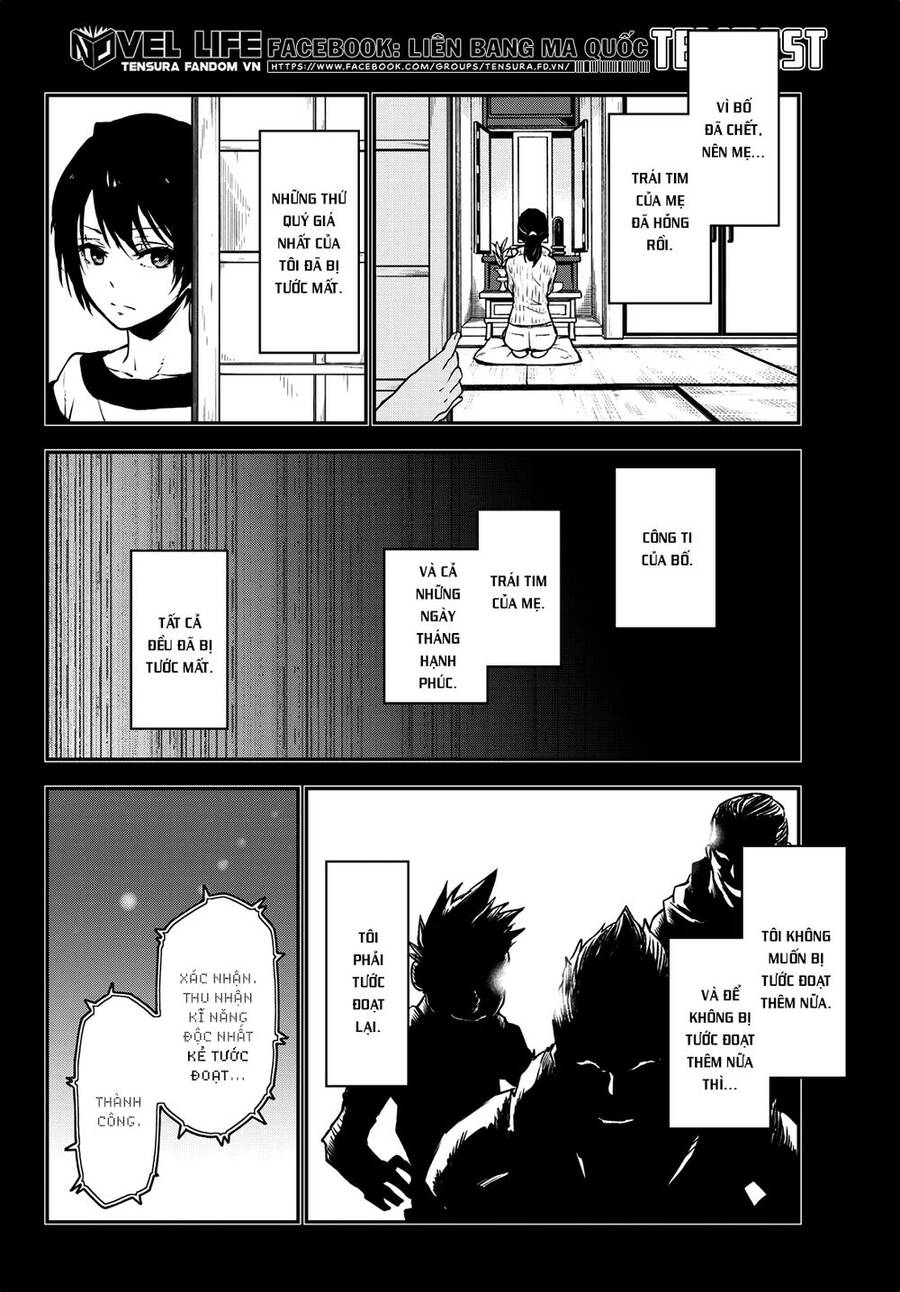 NOVEL LIFE
TENSURA FANDOM VN
FACEBOOK: LIÊN BANG MA QUỐC
HTTPS://WWW.FACEBOOK.COM/GROUPS/TENSURA.FD.VN/
TEMPEST
VÌ BỐ
ĐÃ CHẾT,
NÊN MẸ...
TRÁI TIM
CỦA MẸ
ĐÃ HỎNG
RỒI.
NHỮNG THỨ
QUÝ GIÁ
NHẤT CỦA
TÔI ĐÃ BỊ
TƯỚC MẤT.
CÔNG TI
CỦA BỐ.
TRÁI TIM
CỦA MẸ.
VÀ CẢ
NHỮNG
NGÀY
THÁNG
HẠNH
PHÚC.
TẤT CẢ
ĐỀU ĐÃ BỊ
TƯỚC MẤT.
TÔI KHÔNG
MUỐN BỊ
TƯỚC ĐOẠT
THÊM NỮA.
VÀ ĐỂ
KHÔNG BỊ
TƯỚC ĐOẠT
THÊM NỮA
THÌ...
TÔI
PHẢI
TƯỚC
ĐOẠT
LẠI.
XÁC NHẬN.
THU NHẬN
KĨ NĂNG
ĐỘC NHẤT
KẺ TƯỚC
ĐOẠT...
THÀNH
CÔNG.